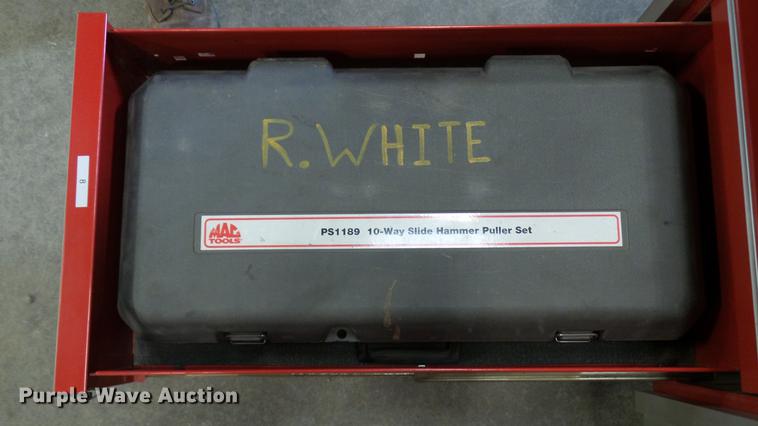 R. WHITE
8
MAC
TOOLS
PS1189 10-Way Slide Hammer Puller Set
Purple Wave Auction